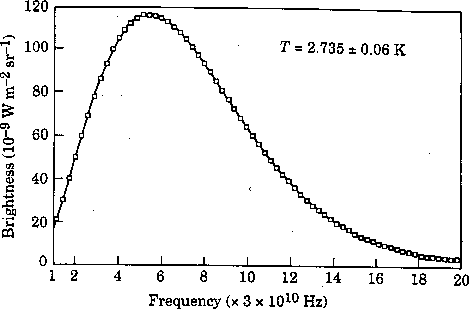 120
100
80
60
40
20
0
Brightness (10⁻⁹ W m⁻² sr⁻¹)
T = 2.735 ± 0.06 K
1 2 4 6 8 10 12 14 16 18 20
Frequency (× 3 × 10¹⁰ Hz)